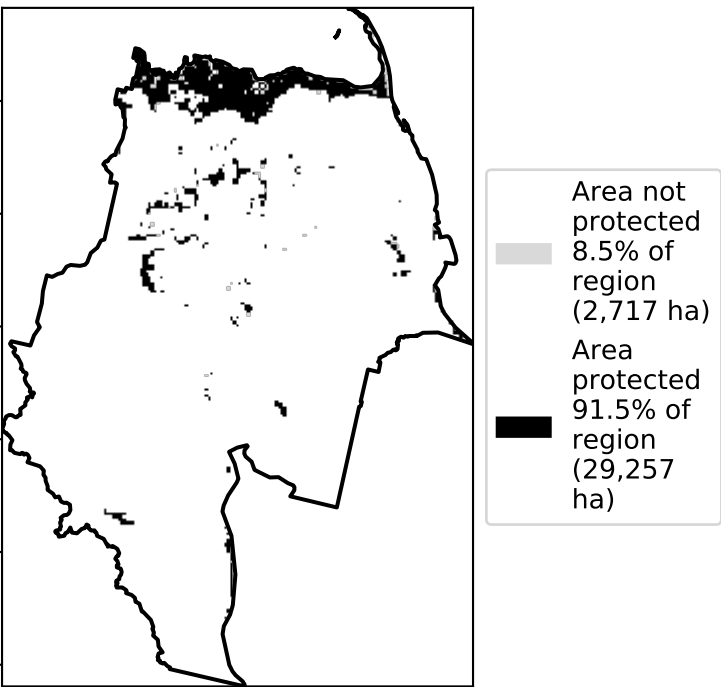 Area not
protected
8.5% of
region
(2,717 ha)
Area
protected
91.5% of
region
(29,257
ha)